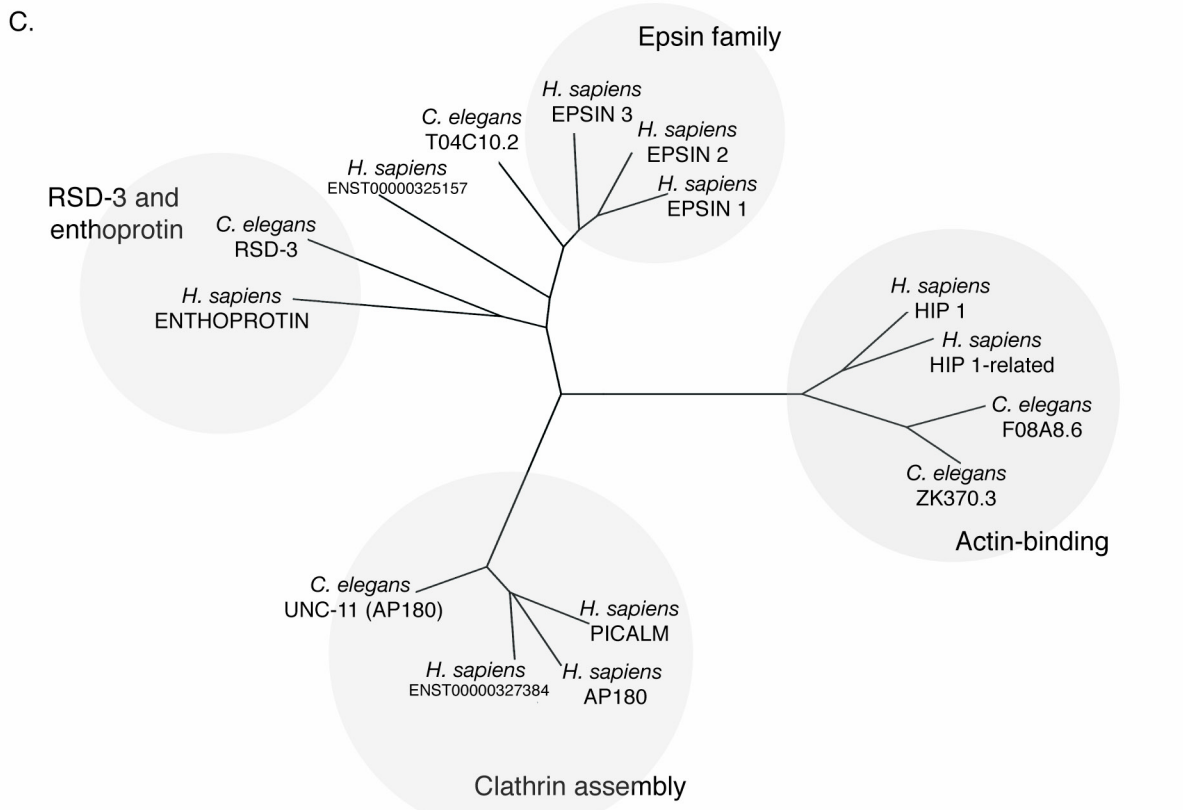 C.
Epsin family
H. sapiens
EPSIN 3
C. elegans
T04C10.2
H. sapiens
EPSIN 2
H. sapiens
ENST00000325157
H. sapiens
EPSIN 1
RSD-3 and
enthoprotin
C. elegans
RSD-3
H. sapiens
ENTHOPROTIN
H. sapiens
HIP 1
H. sapiens
HIP 1-related
C. elegans
F08A8.6
C. elegans
ZK370.3
Actin-binding
C. elegans
UNC-11 (AP180)
H. sapiens
PICALM
H. sapiens
ENST00000327384
H. sapiens
AP180
Clathrin assembly